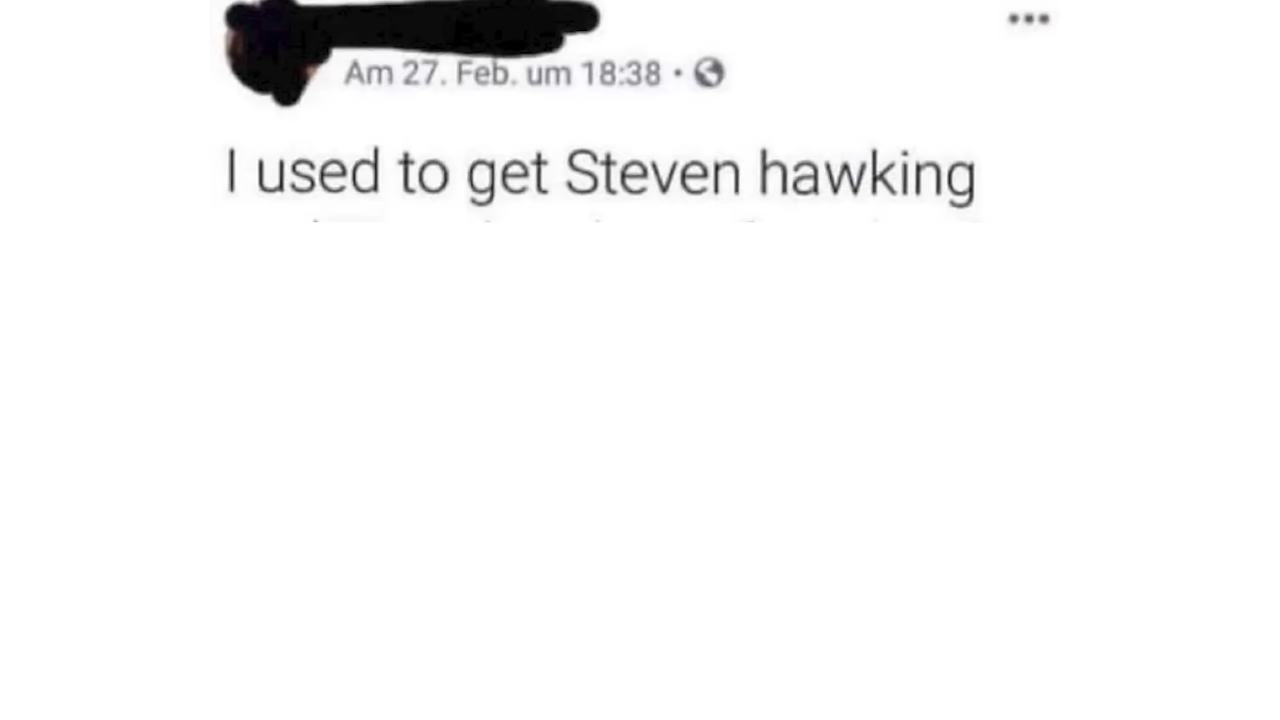 Am 27. Feb. um 18:38 ·
I used to get Steven hawking